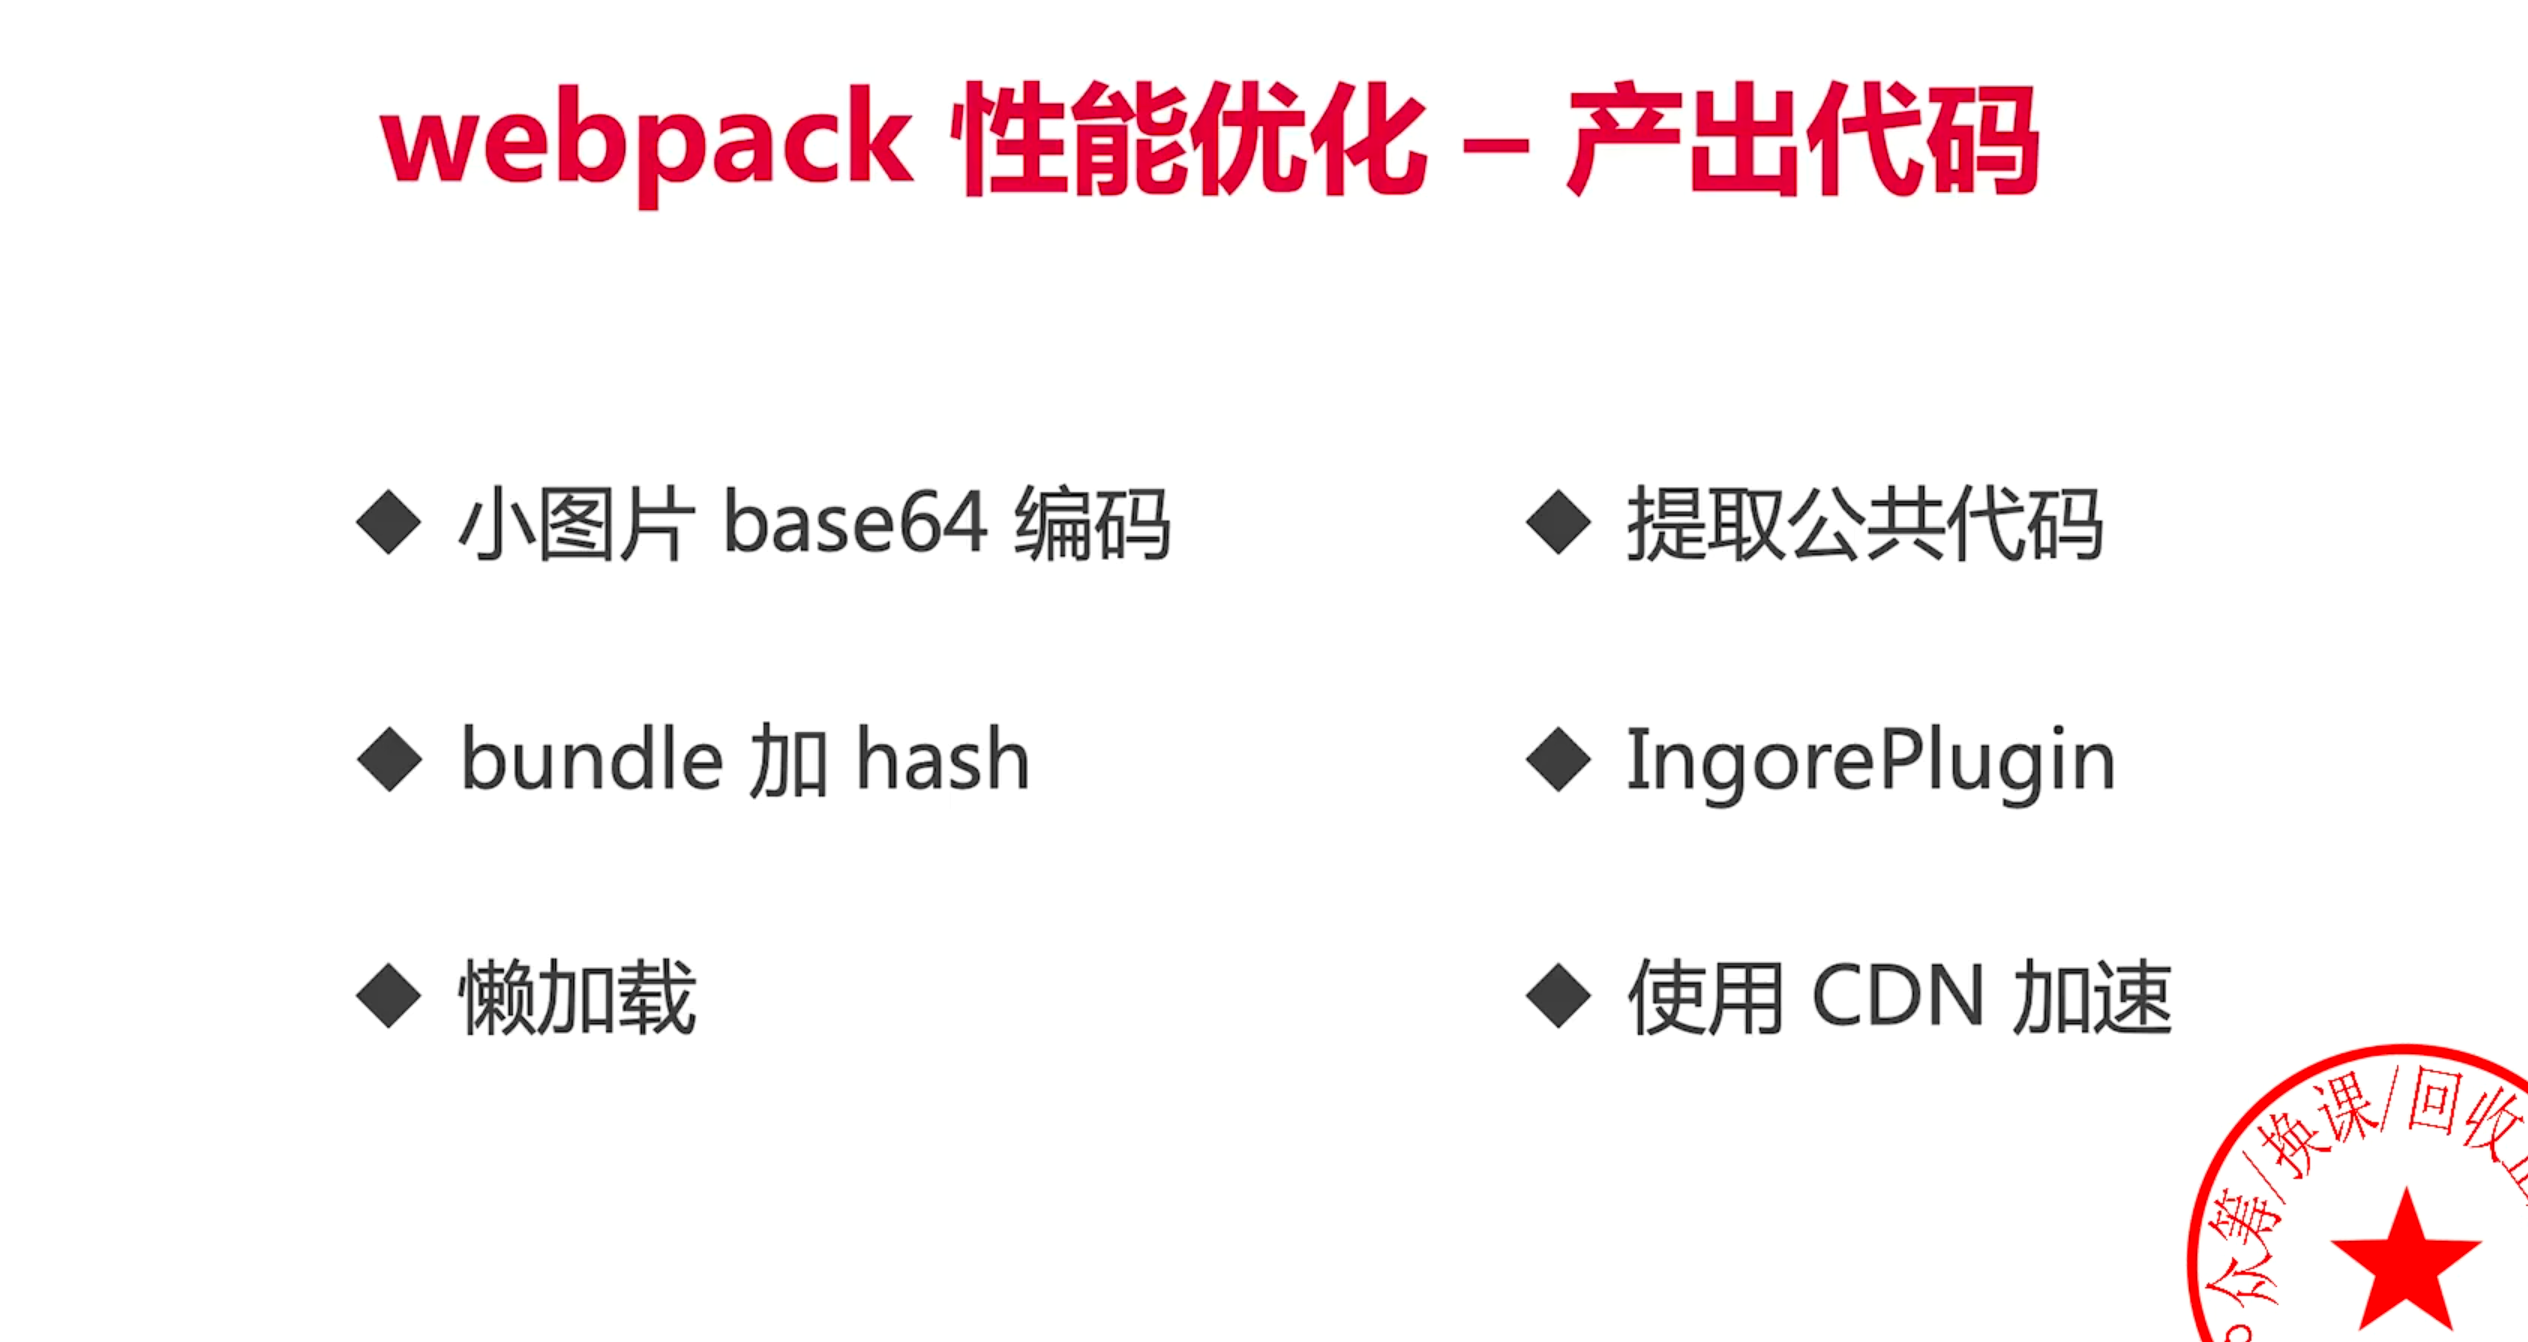 webpack 性能优化 – 产出代码
◆ 小图片 base64 编码
◆ bundle 加 hash
◆ 懒加载
◆ 提取公共代码
◆ IngorePlugin
◆ 使用 CDN 加速
众筹/换课/回收